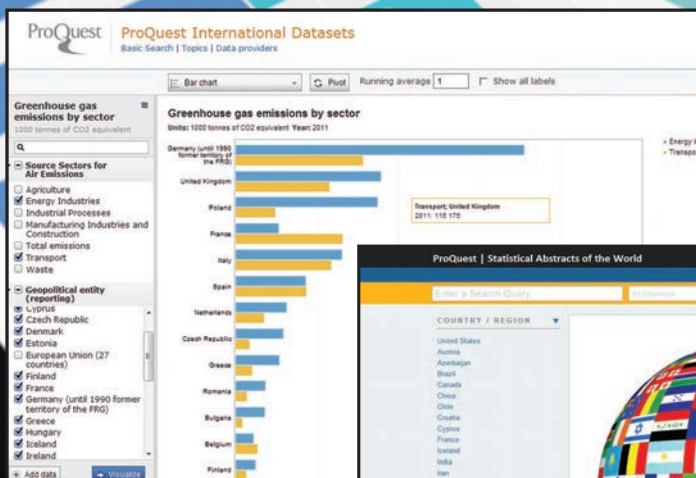 ProQuest
ProQuest International Datasets
Basic Search | Topics | Data providers
Bar chart
Pivot
Running average 1
Show all labels
Greenhouse gas
emissions by sector
1000 tonnes of CO2 equivalent
Source Sectors for
Air Emissions
Agriculture
Energy Industries
Industrial Processes
Manufacturing Industries and
Construction
Total emissions
Transport
Waste
Geopolitical entity
(reporting)
Cyprus
Czech Republic
Denmark
Estonia
European Union (27
countries)
Finland
France
Germany (until 1990 former
territory of the FRG)
Greece
Hungary
Iceland
Ireland
Add data
Visualize
Greenhouse gas emissions by sector
Units: 1000 tonnes of CO2 equivalent Year: 2011
Germany (until 1990
former territory of
the FRG)
United Kingdom
Poland
France
Italy
Spain
Netherlands
Czech Republic
Greece
Romania
Bulgaria
Belgium
Finland
Energy I
Transpo
Transport; United Kingdom
2011: 116 175
ProQuest | Statistical Abstracts of the World
Enter a Search Query
All Countries
COUNTRY / REGION
United States
Austria
Azerbaijan
Brazil
Canada
China
Chile
Croatia
Cyprus
France
Iceland
India
Iran